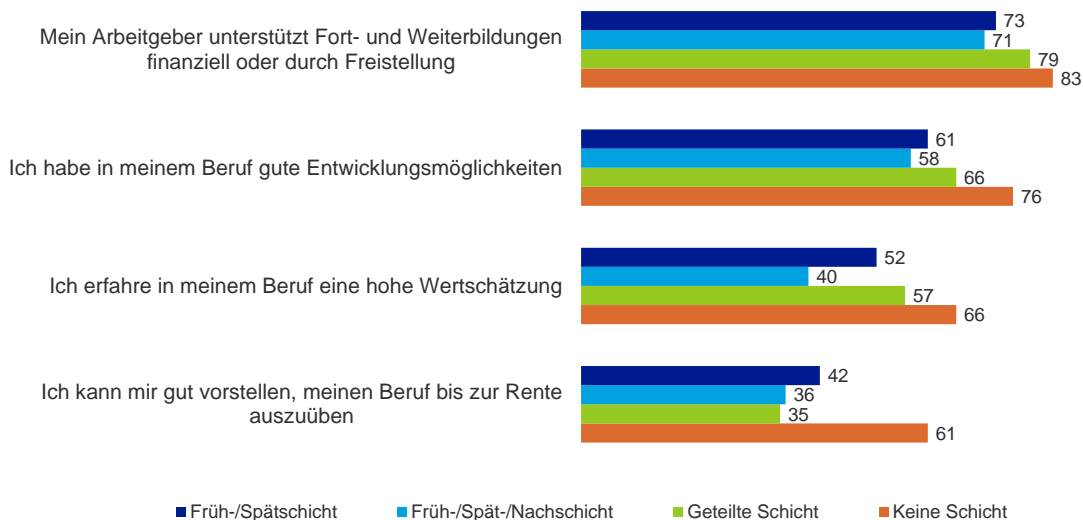 73
Mein Arbeitgeber unterstützt Fort- und Weiterbildungen
finanziell oder durch Freistellung
71
79
83
61
Ich habe in meinem Beruf gute Entwicklungsmöglichkeiten
58
66
76
52
Ich erfahre in meinem Beruf eine hohe Wertschätzung
40
57
66
42
Ich kann mir gut vorstellen, meinen Beruf bis zur Rente
auszuüben
36
35
61
Früh-/Spätschicht Früh-/Spät-/Nachschicht Geteilte Schicht Keine Schicht